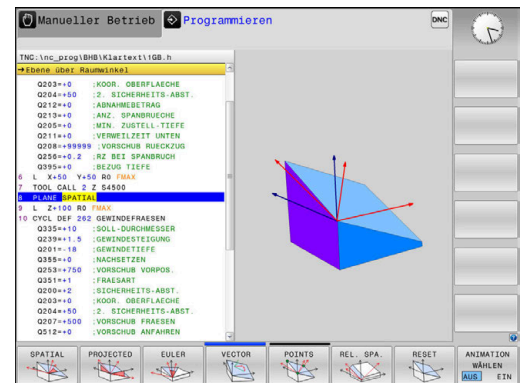 Manueller Betrieb
Programmieren
DNC
TNC:\nc_prog\BHB\Klartext\1GB.h
→Ebene über Raumwinkel
Q203=+0 ;KOOR. OBERFLAECHE
Q204=+50 ;2. SICHERHEITS-ABST.
Q212=+0 ;ABNAHMEBETRAG
Q213=+0 ;ANZ. SPANBRUECHE
Q205=+0 ;MIN. ZUSTELL-TIEFE
Q211=+0 ;VERWEILZEIT UNTEN
Q208=+99999 ;VORSCHUB RUECKZUG
Q256=+0.2 ;RZ BEI SPANBRUCH
Q395=+0 ;BEZUG TIEFE
6 L X+50 Y+50 R0 FMAX
7 TOOL CALL 2 Z S4500
8 PLANE SPATIAL
9 L Z+100 R0 FMAX
10 CYCL DEF 262 GEWINDEFRAESEN
Q335=+10 ;SOLL-DURCHMESSER
Q239=+1.5 ;GEWINDESTEIGUNG
Q201=-18 ;GEWINDETIEFE
Q355=+0 ;NACHSETZEN
Q253=+750 ;VORSCHUB VORPOS.
Q351=+1 ;FRAESART
Q200=+2 ;SICHERHEITS-ABST.
Q203=+0 ;KOOR. OBERFLAECHE
Q204=+50 ;2. SICHERHEITS-ABST.
Q207=+500 ;VORSCHUB FRAESEN
Q512=+0 ;VORSCHUB ANFAHREN
SPATIAL
PROJECTED
EULER
VECTOR
POINTS
REL. SPA.
RESET
ANIMATION
WÄHLEN
AUS EIN